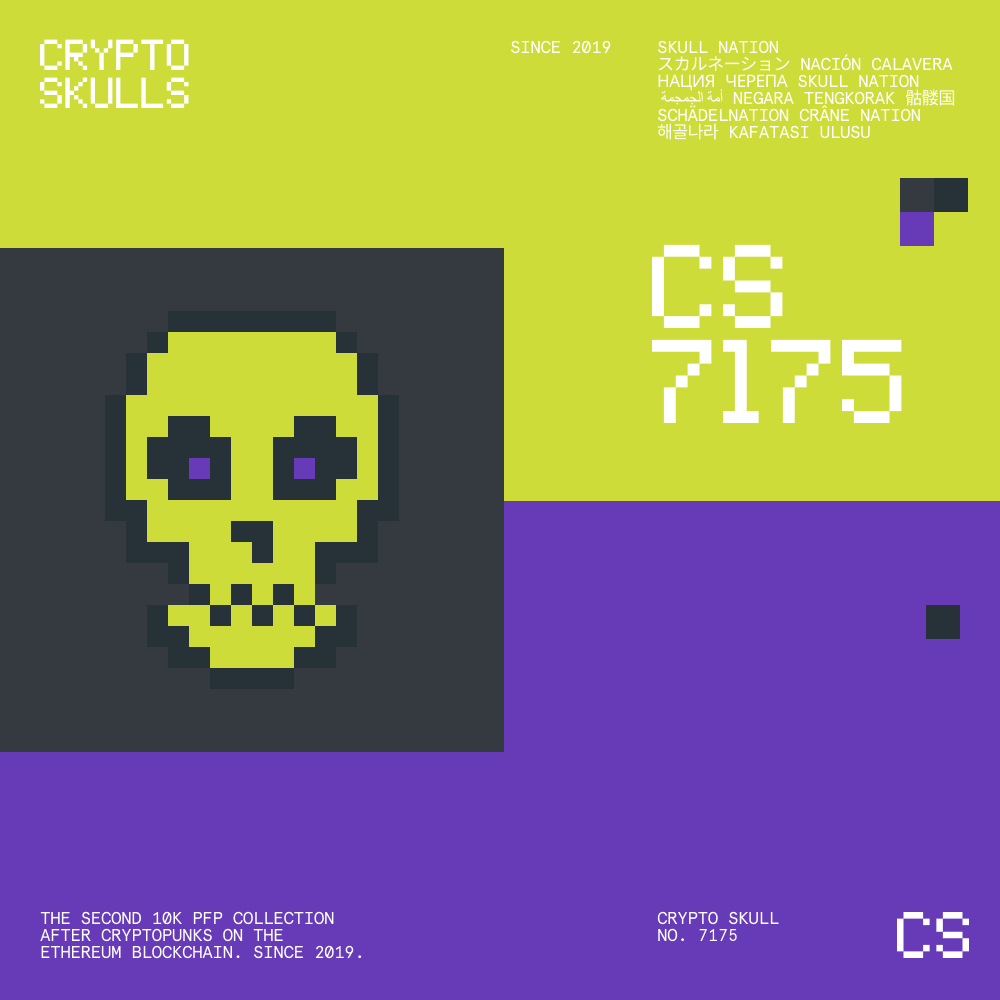 CRYPTO
SKULLS
SINCE 2019
SKULL NATION
スカルネーション NACIÓN CALAVERA
НАЦИЯ ЧЕРЕПА SKULL NATION
أمة الجمجمة NEGARA TENGKORAK 骷髅国
SCHÄDELNATION CRÂNE NATION
해골나라 KAFATASI ULUSU
CS
7175
THE SECOND 10K PFP COLLECTION
AFTER CRYPTOPUNKS ON THE
ETHEREUM BLOCKCHAIN. SINCE 2019.
CRYPTO SKULL
NO. 7175
CS